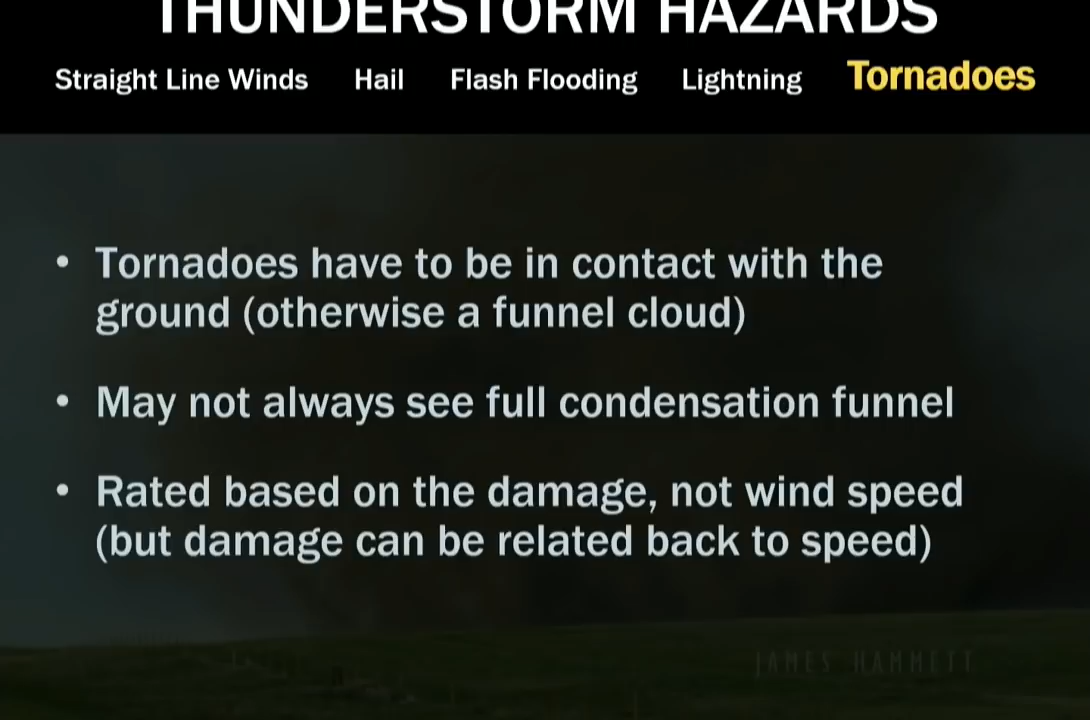 THUNDERSTORM HAZARDS
Straight Line Winds Hail Flash Flooding Lightning Tornadoes
• Tornadoes have to be in contact with the
ground (otherwise a funnel cloud)
• May not always see full condensation funnel
• Rated based on the damage, not wind speed
(but damage can be related back to speed)
JAMES HAMMETT